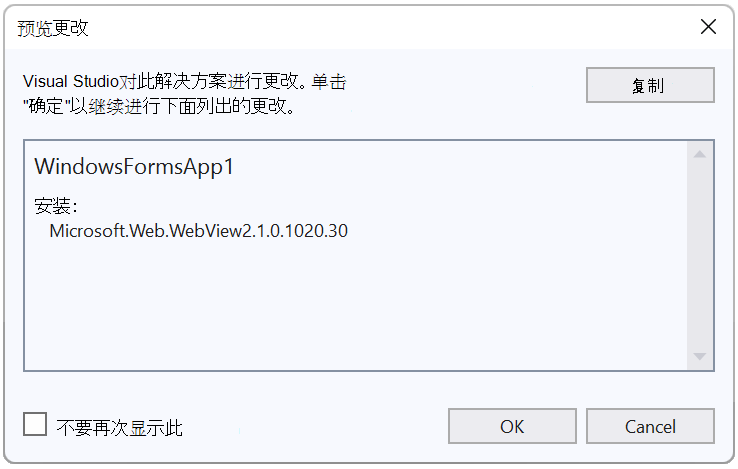 预览更改
Visual Studio对此解决方案进行更改。单击
"确定"以继续进行下面列出的更改。
复制
WindowsFormsApp1
安装:
Microsoft.Web.WebView2.1.0.1020.30
不要再次显示此
OK
Cancel